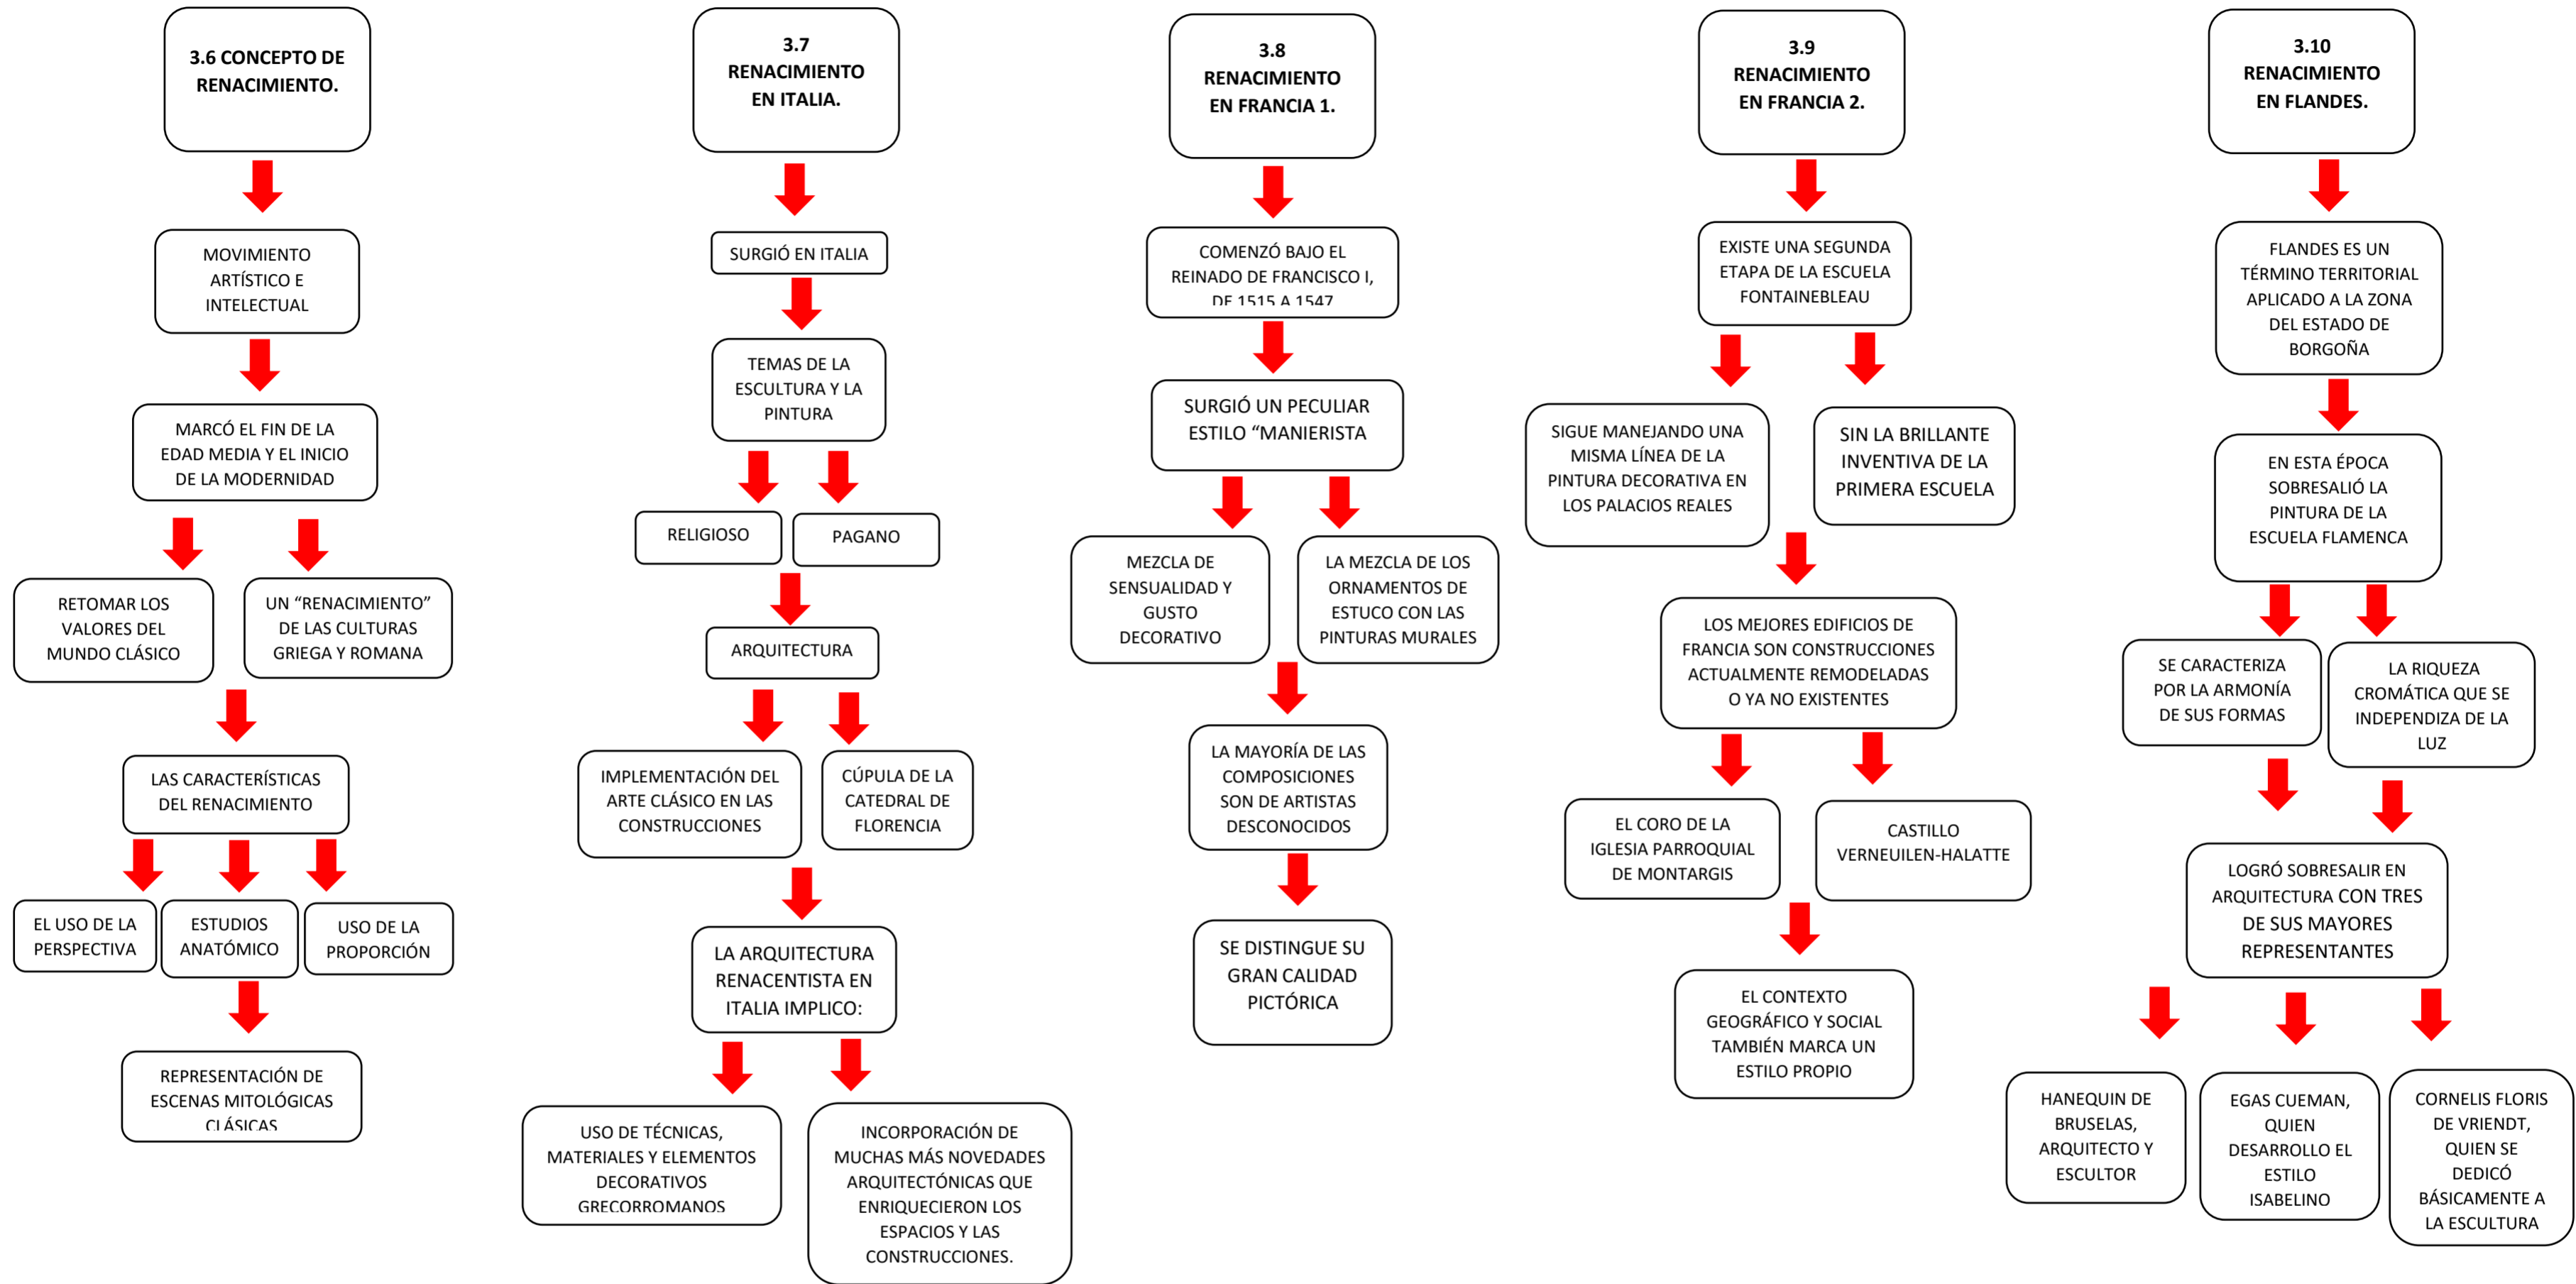 3.6 CONCEPTO DE
RENACIMIENTO.
MOVIMIENTO
ARTÍSTICO E
INTELECTUAL
MARCÓ EL FIN DE LA
EDAD MEDIA Y EL INICIO
DE LA MODERNIDAD
RETOMAR LOS
VALORES DEL
MUNDO CLÁSICO
UN “RENACIMIENTO”
DE LAS CULTURAS
GRIEGA Y ROMANA
LAS CARACTERÍSTICAS
DEL RENACIMIENTO
EL USO DE LA
PERSPECTIVA
ESTUDIOS
ANATÓMICO
USO DE LA
PROPORCIÓN
REPRESENTACIÓN DE
ESCENAS MITOLÓGICAS
CLÁSICAS
3.7
RENACIMIENTO
EN ITALIA.
SURGIÓ EN ITALIA
TEMAS DE LA
ESCULTURA Y LA
PINTURA
RELIGIOSO
PAGANO
ARQUITECTURA
IMPLEMENTACIÓN DEL
ARTE CLÁSICO EN LAS
CONSTRUCCIONES
CÚPULA DE LA
CATEDRAL DE
FLORENCIA
LA ARQUITECTURA
RENACENTISTA EN
ITALIA IMPLICO:
USO DE TÉCNICAS,
MATERIALES Y ELEMENTOS
DECORATIVOS
GRECORROMANOS
INCORPORACIÓN DE
MUCHAS MÁS NOVEDADES
ARQUITECTÓNICAS QUE
ENRIQUECIERON LOS
ESPACIOS Y LAS
CONSTRUCCIONES.
3.8
RENACIMIENTO
EN FRANCIA 1.
COMENZÓ BAJO EL
REINADO DE FRANCISCO I,
DE 1515 A 1547
SURGIÓ UN PECULIAR
ESTILO “MANIERISTA
MEZCLA DE
SENSUALIDAD Y
GUSTO
DECORATIVO
LA MEZCLA DE LOS
ORNAMENTOS DE
ESTUCO CON LAS
PINTURAS MURALES
LA MAYORÍA DE LAS
COMPOSICIONES
SON DE ARTISTAS
DESCONOCIDOS
SE DISTINGUE SU
GRAN CALIDAD
PICTÓRICA
3.9
RENACIMIENTO
EN FRANCIA 2.
EXISTE UNA SEGUNDA
ETAPA DE LA ESCUELA
FONTAINEBLEAU
SIGUE MANEJANDO UNA
MISMA LÍNEA DE LA
PINTURA DECORATIVA EN
LOS PALACIOS REALES
SIN LA BRILLANTE
INVENTIVA DE LA
PRIMERA ESCUELA
LOS MEJORES EDIFICIOS DE
FRANCIA SON CONSTRUCCIONES
ACTUALMENTE REMODELADAS
O YA NO EXISTENTES
EL CORO DE LA
IGLESIA PARROQUIAL
DE MONTARGIS
CASTILLO
VERNEUILEN-HALATTE
EL CONTEXTO
GEOGRÁFICO Y SOCIAL
TAMBIÉN MARCA UN
ESTILO PROPIO
3.10
RENACIMIENTO
EN FLANDES.
FLANDES ES UN
TÉRMINO TERRITORIAL
APLICADO A LA ZONA
DEL ESTADO DE
BORGOÑA
EN ESTA ÉPOCA
SOBRESALIÓ LA
PINTURA DE LA
ESCUELA FLAMENCA
SE CARACTERIZA
POR LA ARMONÍA
DE SUS FORMAS
LA RIQUEZA
CROMÁTICA QUE SE
INDEPENDIZA DE LA
LUZ
LOGRÓ SOBRESALIR EN
ARQUITECTURA CON TRES
DE SUS MAYORES
REPRESENTANTES
HANEQUIN DE
BRUSELAS,
ARQUITECTO Y
ESCULTOR
EGAS CUEMAN,
QUIEN
DESARROLLO EL
ESTILO
ISABELINO
CORNELIS FLORIS
DE VRIENDT,
QUIEN SE
DEDICÓ
BÁSICAMENTE A
LA ESCULTURA